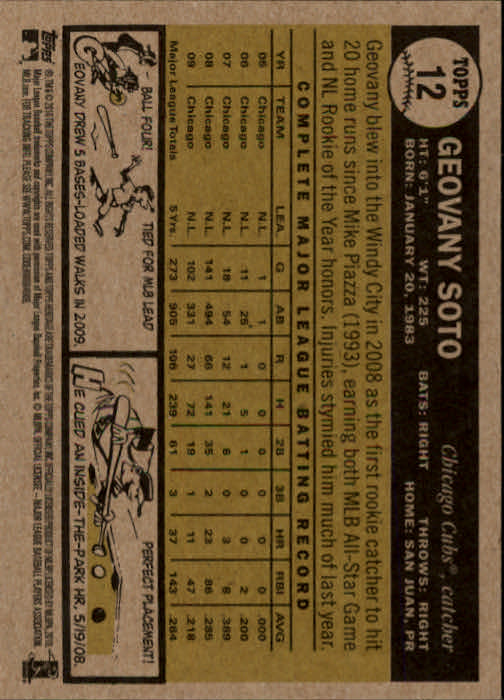 TOPPS
12
GEOVANY SOTO
Chicago Cubs®, catcher
HT: 6'1" WT: 225 BATS: RIGHT THROWS: RIGHT
BORN: JANUARY 20, 1983 HOME: SAN JUAN, PR
Geovany blew into the Windy City in 2008 as the first rookie catcher to hit
20 home runs since Mike Piazza (1993), earning both MLB All-Star Game
and NL Rookie of the Year honors. Injuries stymied him much of last year.
COMPLETE MAJOR LEAGUE BATTING RECORD
YR TEAM LEA. G AB R H 2B 3B HR RBI AVG
05 Chicago N.L. 1 1 0 0 0 0 0 0 .000
06 Chicago N.L. 11 25 1 5 1 0 0 2 .200
07 Chicago N.L. 18 54 12 21 6 0 3 8 .389
08 Chicago N.L. 141 494 66 141 35 2 23 86 .285
09 Chicago N.L. 102 331 27 72 19 1 11 47 .218
Major League Totals 5 Yrs. 273 905 106 239 61 3 37 143 .264
BALL FOUR!
TIED FOR MLB LEAD
GEOVANY DREW 5 BASES-LOADED WALKS IN 2009.
PERFECT PLACEMENT!
HE CLUED AN INSIDE-THE-PARK HR, 5/19/08.
TOPPS